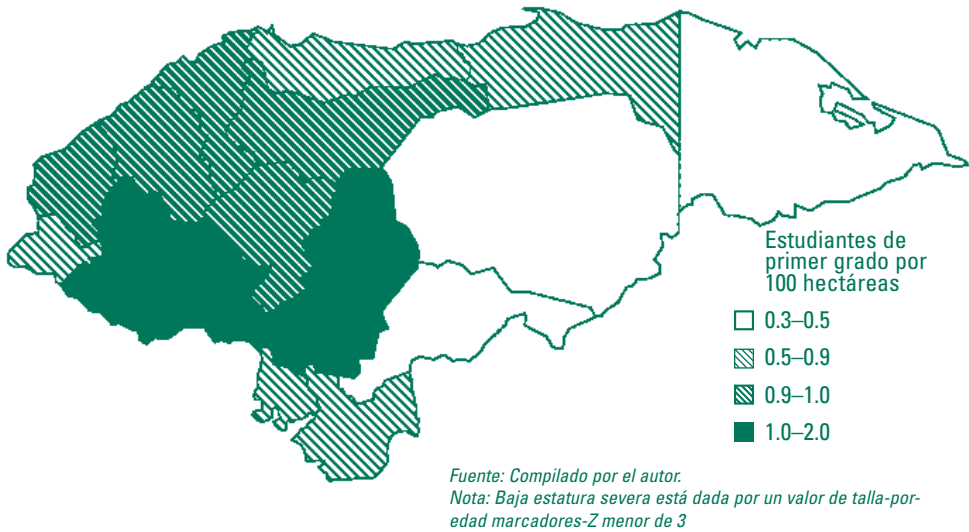 Estudiantes de
primer grado por
100 hectáreas
0.3–0.5
0.5–0.9
0.9–1.0
1.0–2.0
Fuente: Compilado por el autor.
Nota: Baja estatura severa está dada por un valor de talla-por-
edad marcadores-Z menor de 3